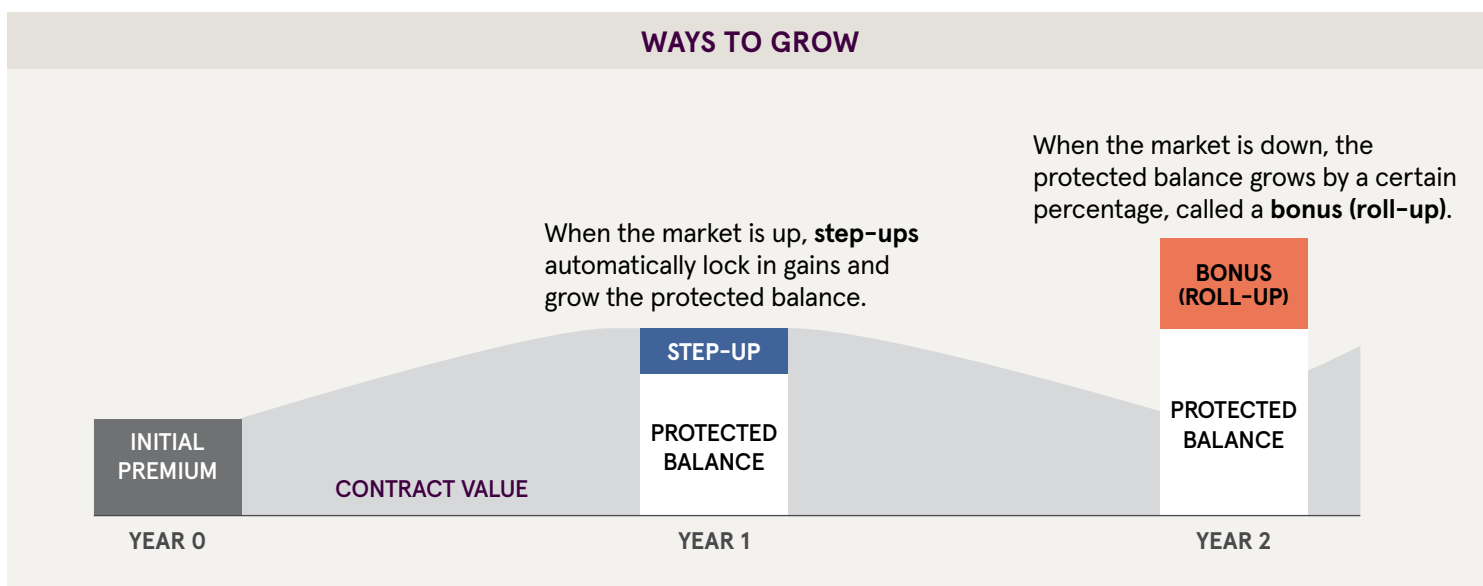 WAYS TO GROW
When the market is down, the
protected balance grows by a certain
percentage, called a bonus (roll-up).
When the market is up, step-ups
automatically lock in gains and
grow the protected balance.
BONUS
(ROLL-UP)
STEP-UP
INITIAL
PREMIUM
CONTRACT VALUE
PROTECTED
BALANCE
PROTECTED
BALANCE
YEAR 0
YEAR 1
YEAR 2